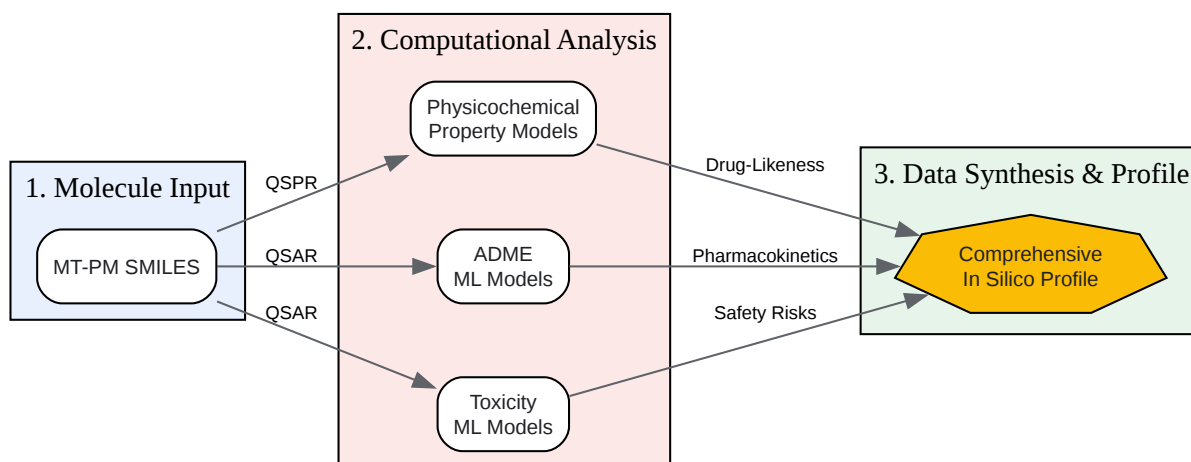 1. Molecule Input
MT-PM SMILES
QSPR
QSAR
QSAR
2. Computational Analysis
Physicochemical
Property Models
ADME
ML Models
Toxicity
ML Models
Drug-Likeness
Pharmacokinetics
Safety Risks
3. Data Synthesis & Profile
Comprehensive
In Silico Profile